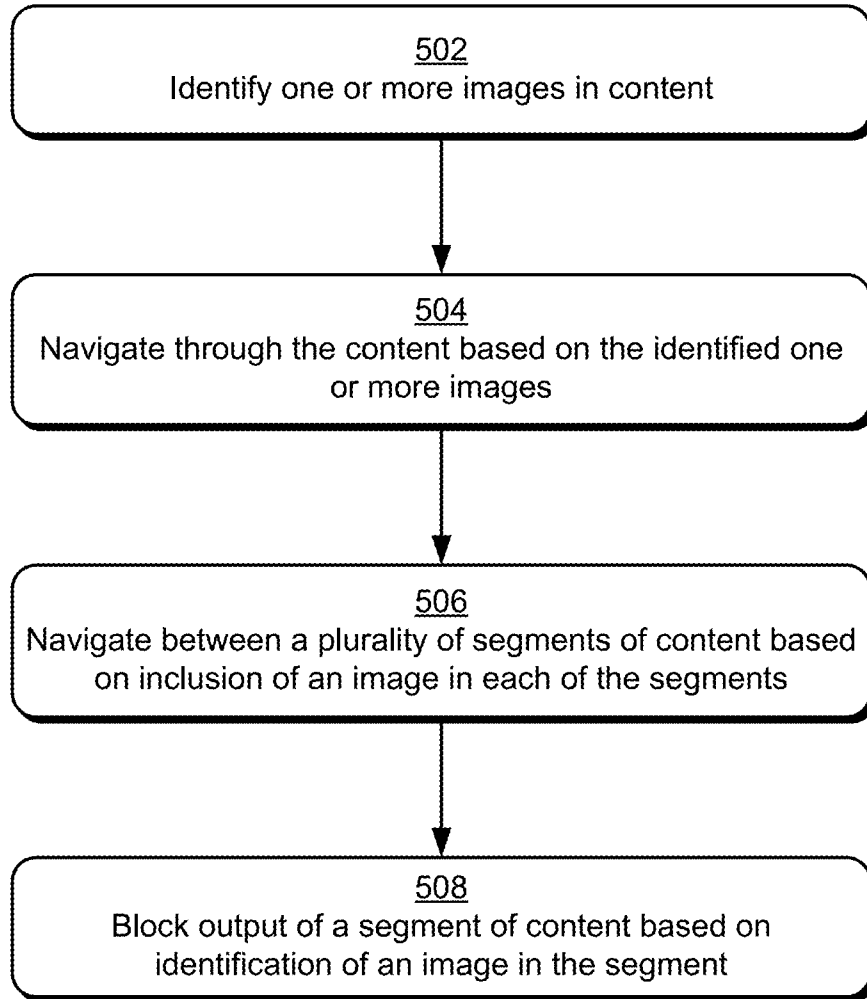 502
Identify one or more images in content
504
Navigate through the content based on the identified one
or more images
506
Navigate between a plurality of segments of content based
on inclusion of an image in each of the segments
508
Block output of a segment of content based on
identification of an image in the segment